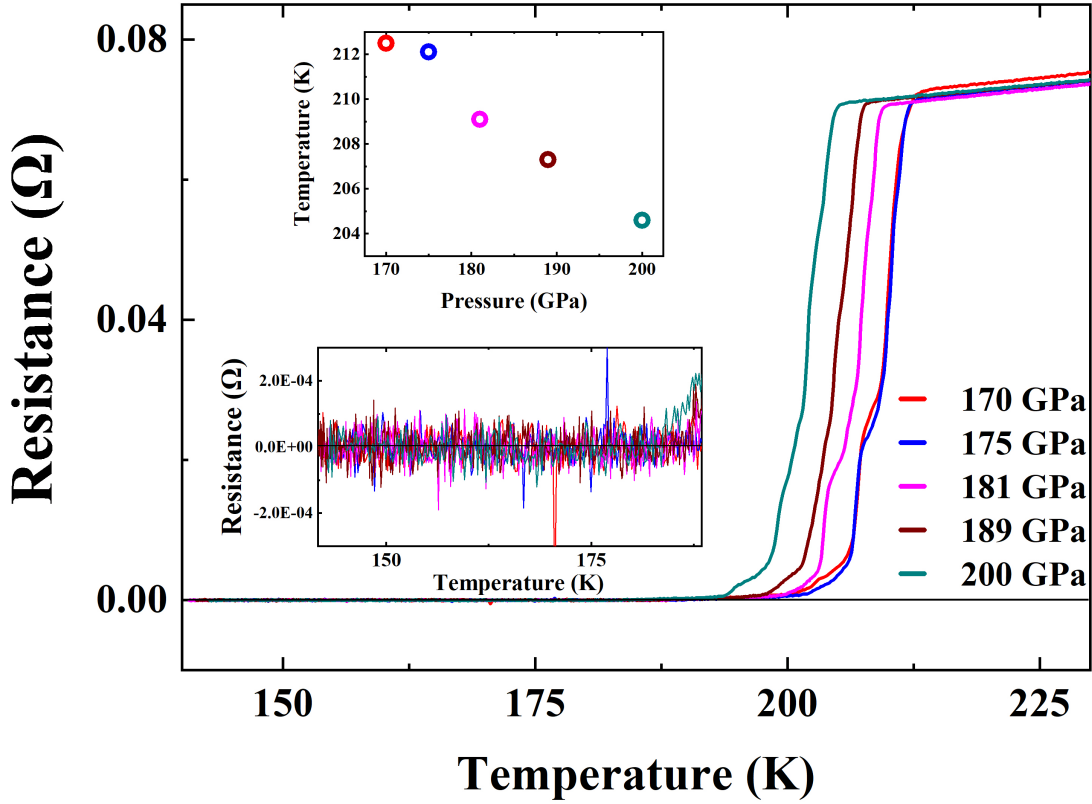 0.08
0.04
0.00
Resistance (Ω)
212
210
208
206
204
Temperature (K)
170 180 190 200
Pressure (GPa)
2.0E-04
0.0E+00
-2.0E-04
Resistance (Ω)
150 175
Temperature (K)
170 GPa
175 GPa
181 GPa
189 GPa
200 GPa
150 175 200 225
Temperature (K)